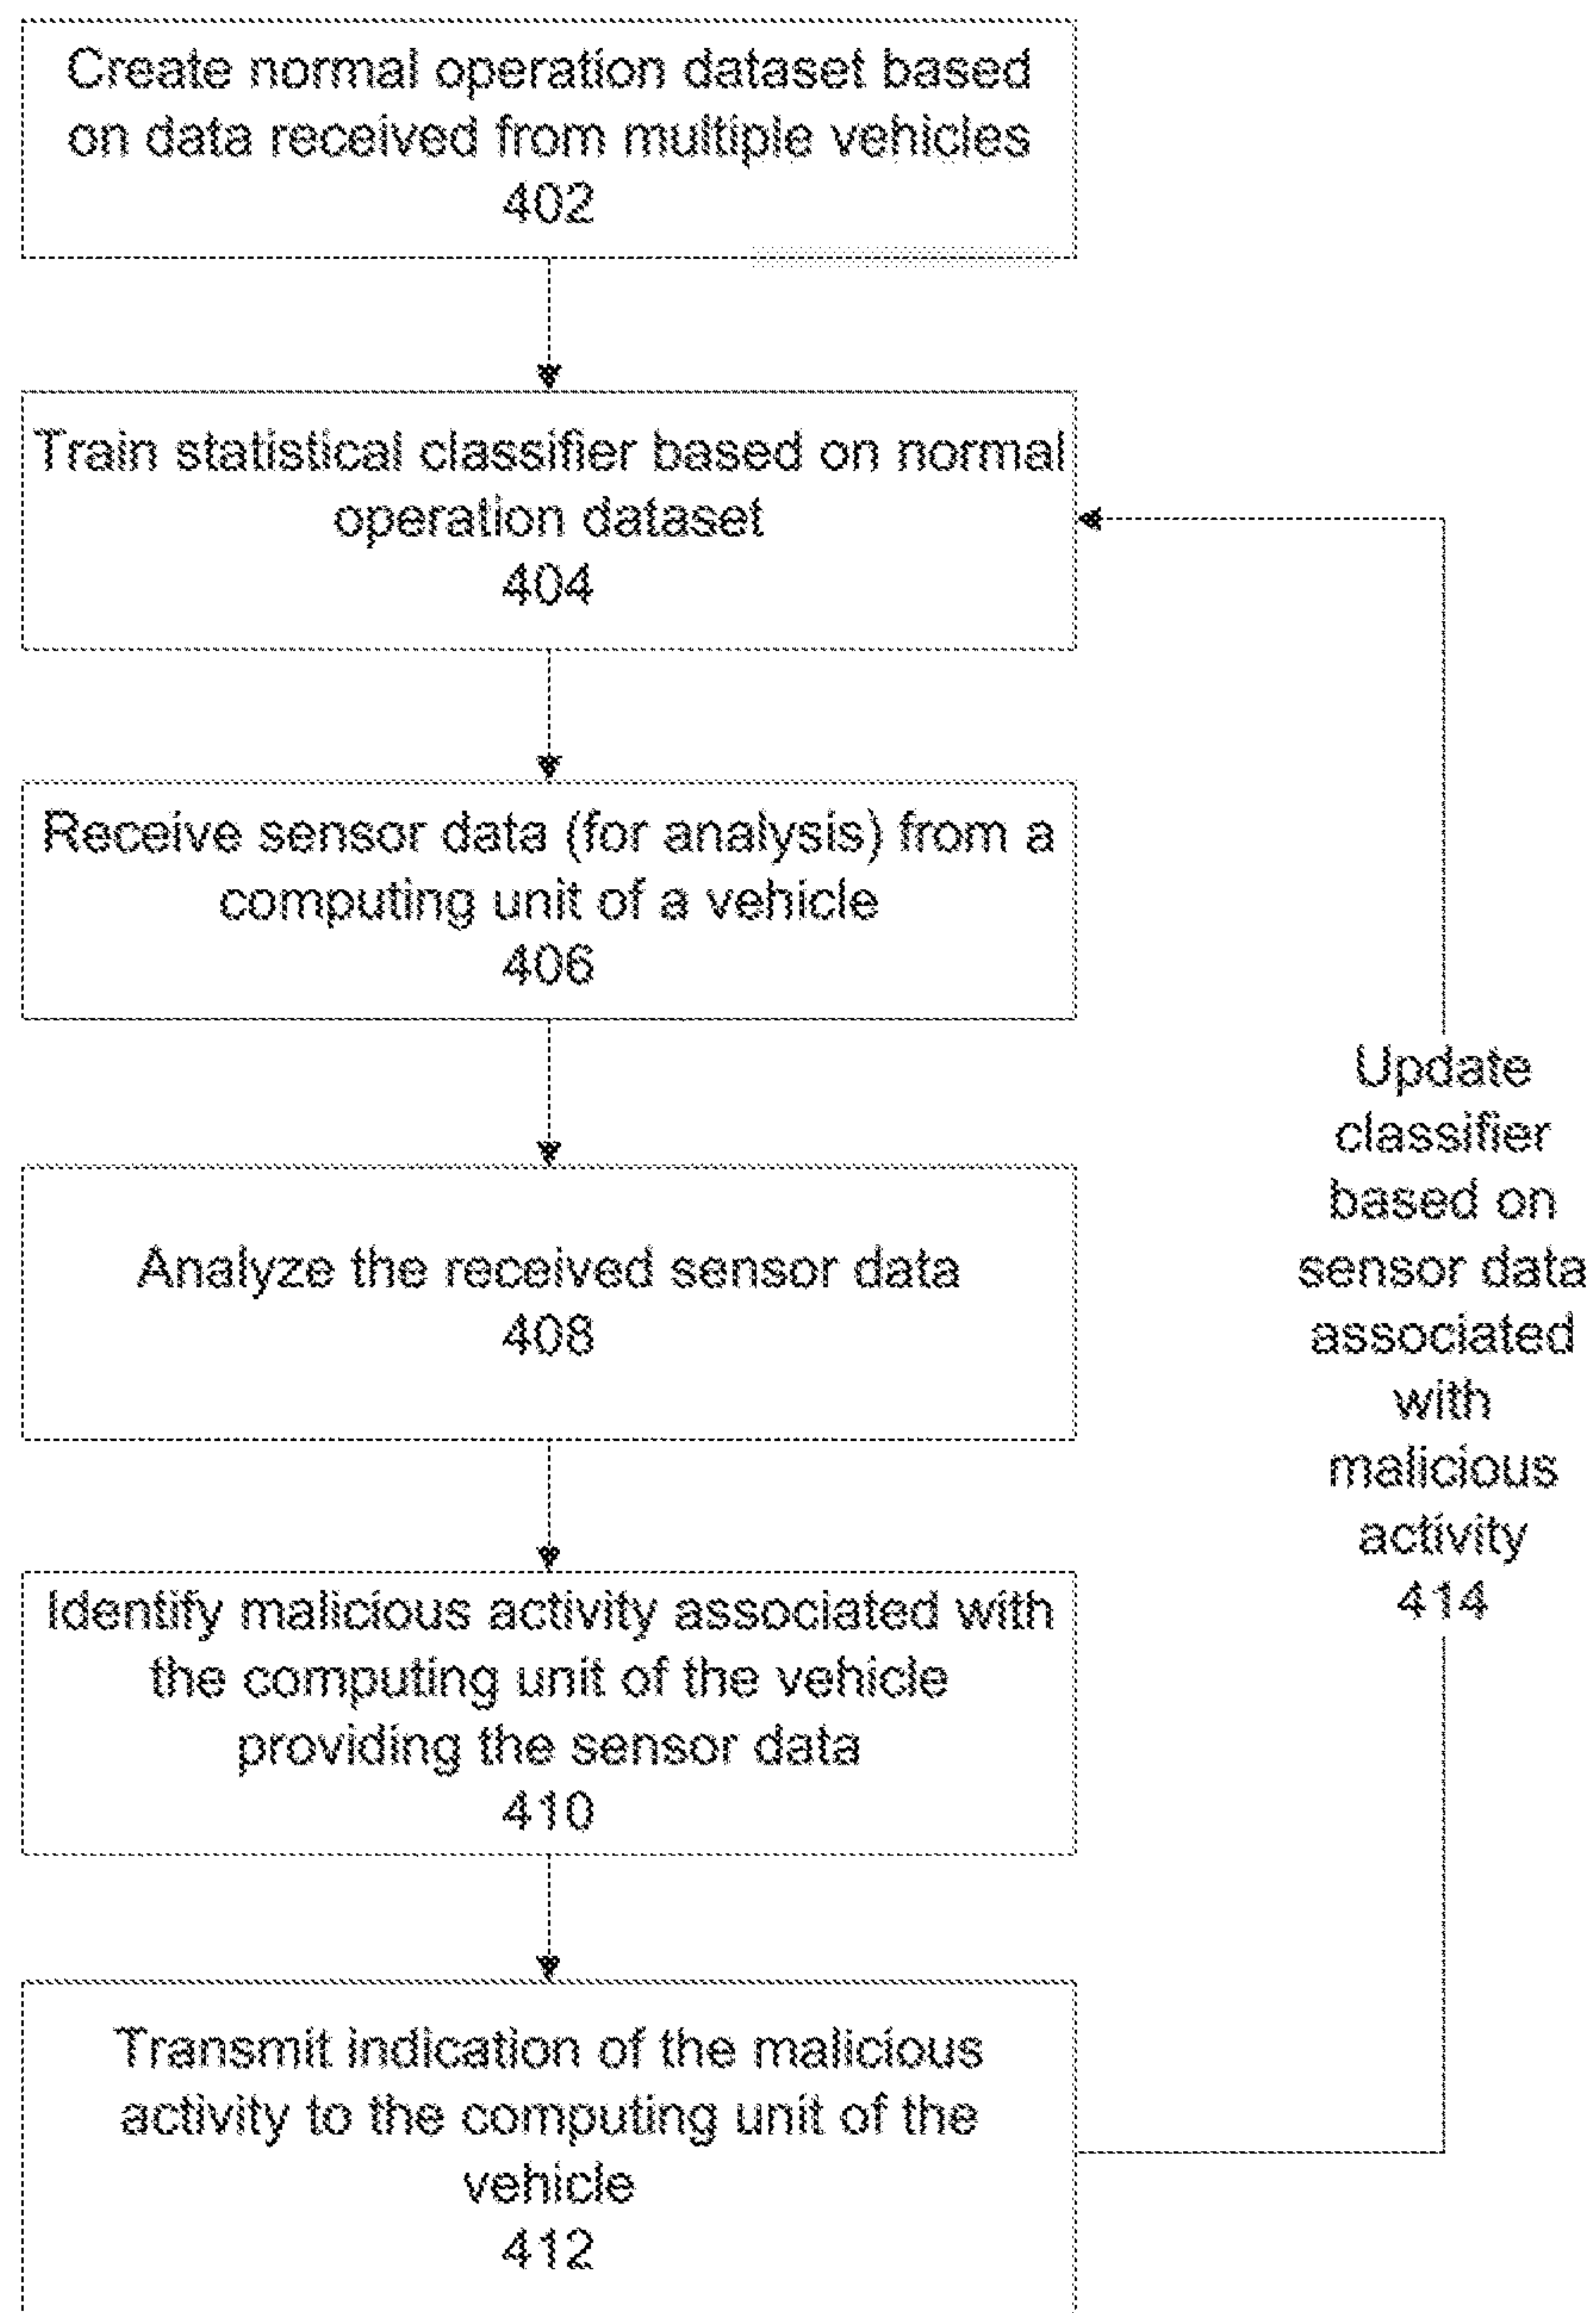 Create normal operation dataset based
on data received from multiple vehicles
402
Train statistical classifier based on normal
operation dataset
404
Receive sensor data (for analysis) from a
computing unit of a vehicle
406
Analyze the received sensor data
408
Identify malicious activity associated with
the computing unit of the vehicle
providing the sensor data
410
Transmit indication of the malicious
activity to the computing unit of the
vehicle
412
Update
classifier
based on
sensor data
associated
with
malicious
activity
414